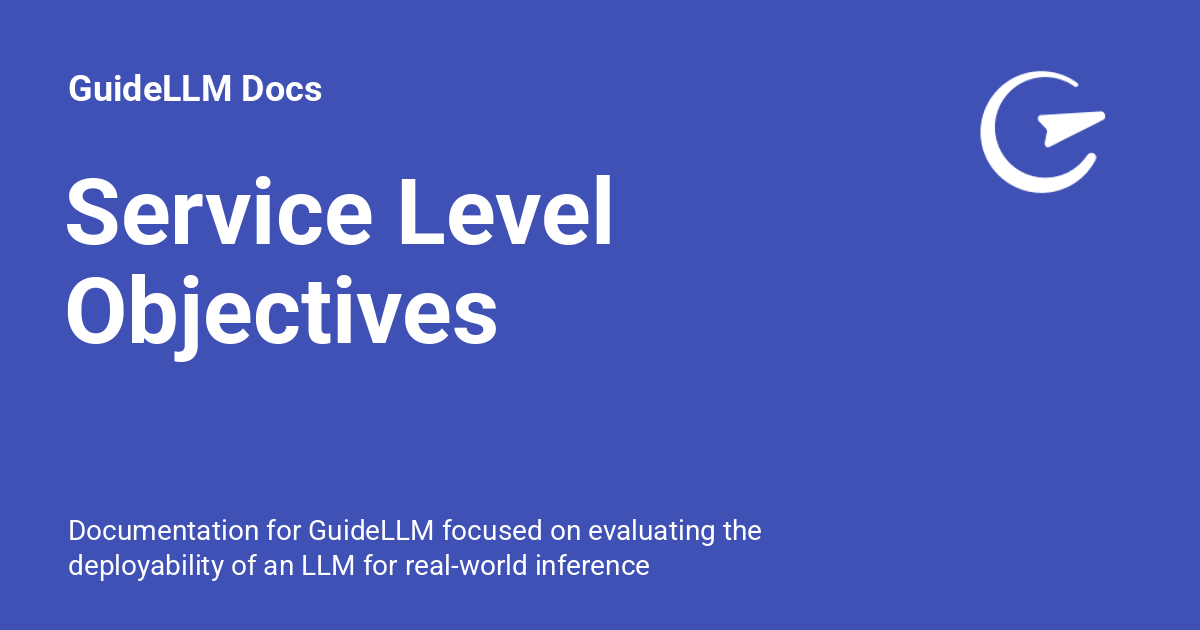 GuideLLM Docs
Service Level
Objectives
Documentation for GuideLLM focused on evaluating the
deployability of an LLM for real-world inference